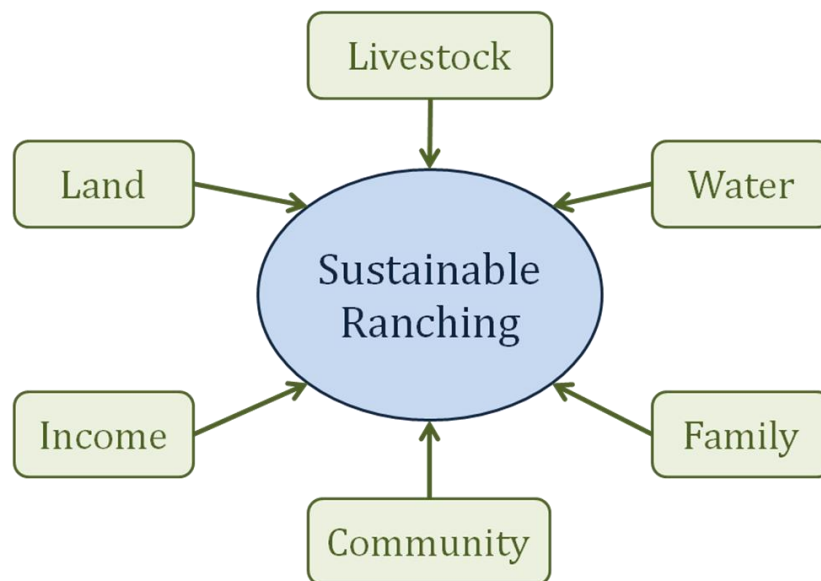 Livestock
Land
Water
Sustainable
Ranching
Income
Family
Community